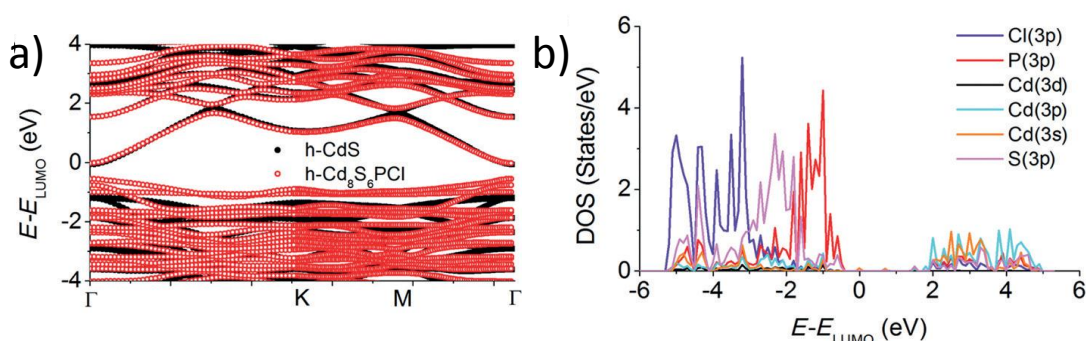 a)
E-E_LUMO (eV)
4
2
0
−2
−4
h-CdS
h-Cd₈S₆PCl
Γ
K
M
Γ
b)
DOS (States/eV)
6
4
2
0
Cl(3p)
P(3p)
Cd(3d)
Cd(3p)
Cd(3s)
S(3p)
-6 -4 -2 0 2 4 6
E-E_LUMO (eV)